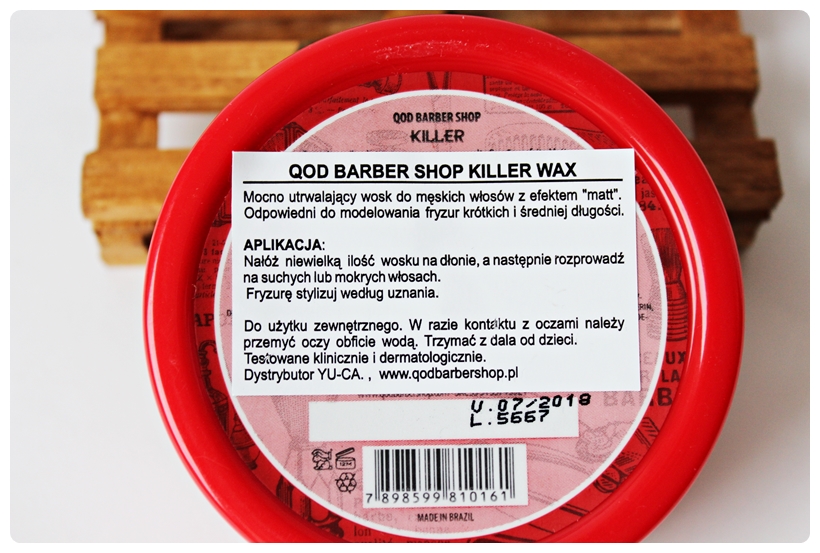 QOD BARBER SHOP
KILLER
QOD BARBER SHOP KILLER WAX
Mocno utrwalający wosk do męskich włosów z efektem "matt".
Odpowiedni do modelowania fryzur krótkich i średniej długości.
APLIKACJA:
Nałóż niewielką ilość wosku na dłonie, a następnie rozprowadź
na suchych lub mokrych włosach.
Fryzurę stylizuj według uznania.
Do użytku zewnętrznego. W razie kontaktu z oczami należy
przemyć oczy obficie wodą. Trzymać z dala od dzieci.
Testowane klinicznie i dermatologicznie.
Dystrybutor YU-CA. , www.qodbarbershop.pl
V.07/2018
L.5667
12M
7 898599 810161
MADE IN BRAZIL